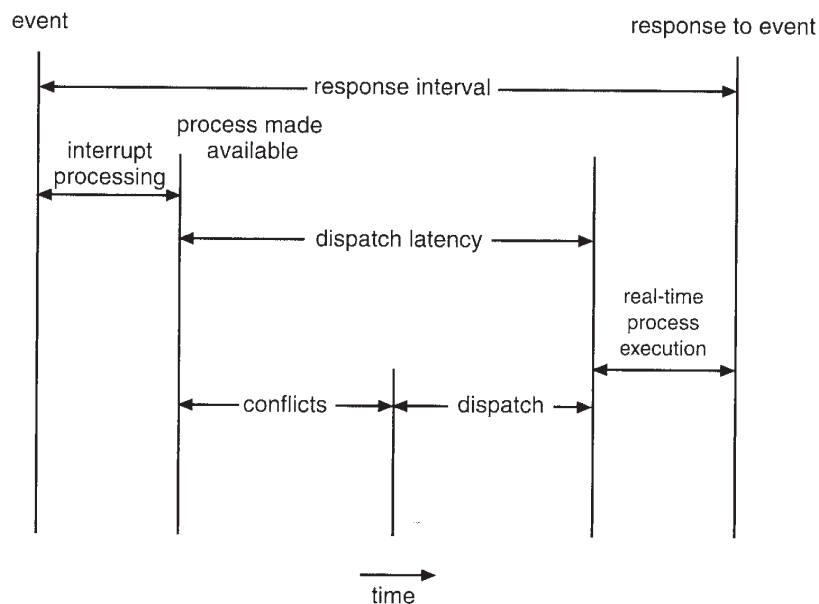 event
response to event
response interval
process made
available
interrupt
processing
dispatch latency
real-time
process
execution
conflicts
dispatch
time